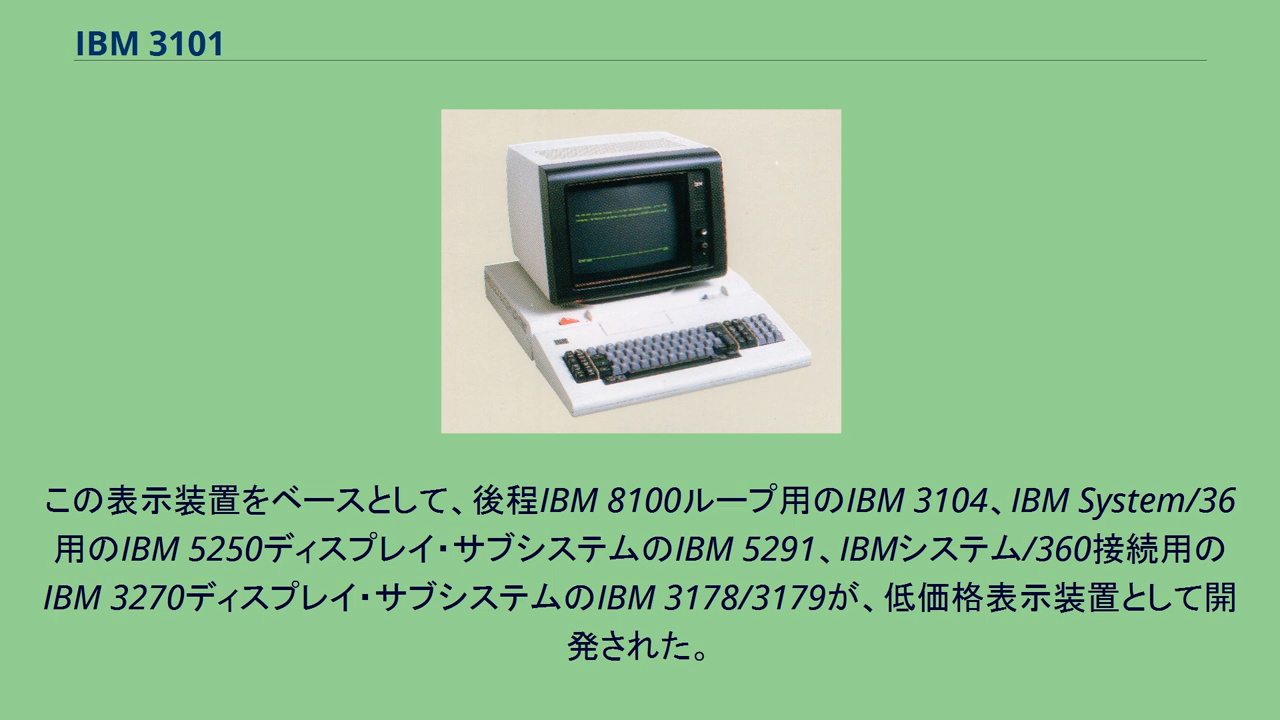 IBM 3101
この表示装置をベースとして、後程IBM 8100ループ用のIBM 3104、IBM System/36
用のIBM 5250ディスプレイ・サブシステムのIBM 5291、IBMシステム/360接続用の
IBM 3270ディスプレイ・サブシステムのIBM 3178/3179が、低価格表示装置として開
発された。